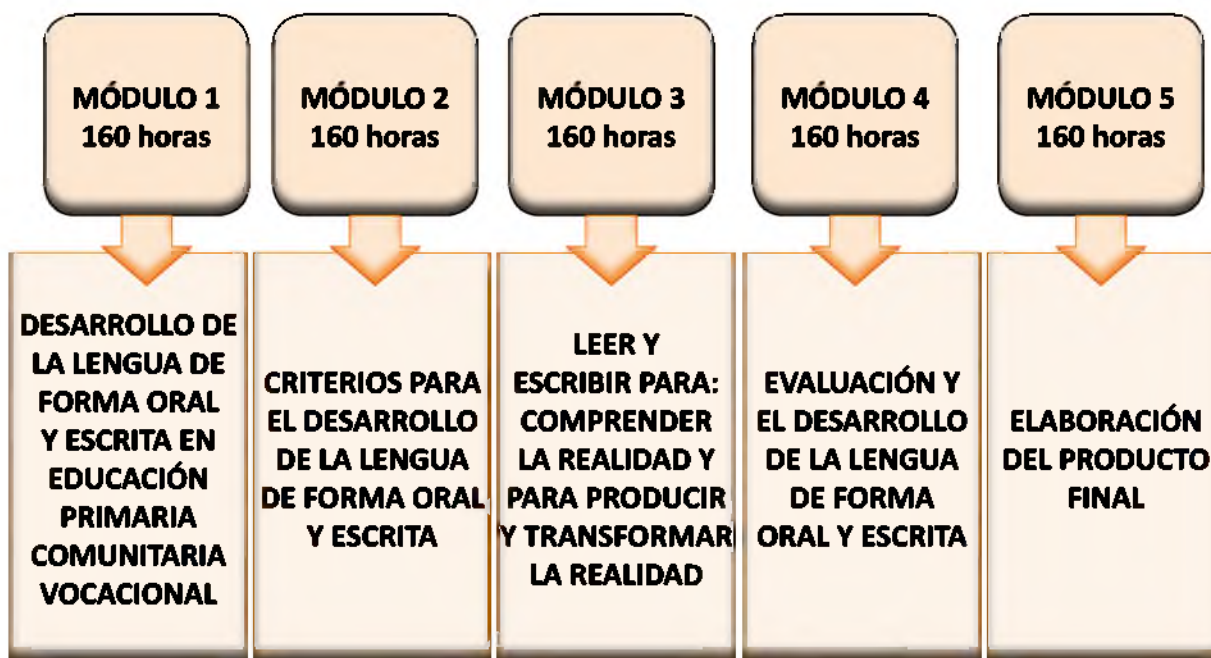 MÓDULO 1
160 horas
MÓDULO 2
160 horas
MÓDULO 3
160 horas
MÓDULO 4
160 horas
MÓDULO 5
160 horas
DESARROLLO DE
LA LENGUA DE
FORMA ORAL
Y ESCRITA EN
EDUCACIÓN
PRIMARIA
COMUNITARIA
VOCACIONAL
CRITERIOS PARA
EL DESARROLLO
DE LA LENGUA
DE FORMA ORAL
Y ESCRITA
LEER Y
ESCRIBIR PARA:
COMPRENDER
LA REALIDAD Y
PARA PRODUCIR
Y TRANSFORMAR
LA REALIDAD
EVALUACIÓN Y
EL DESARROLLO
DE LA LENGUA
DE FORMA
ORAL Y ESCRITA
ELABORACIÓN
DEL PRODUCTO
FINAL